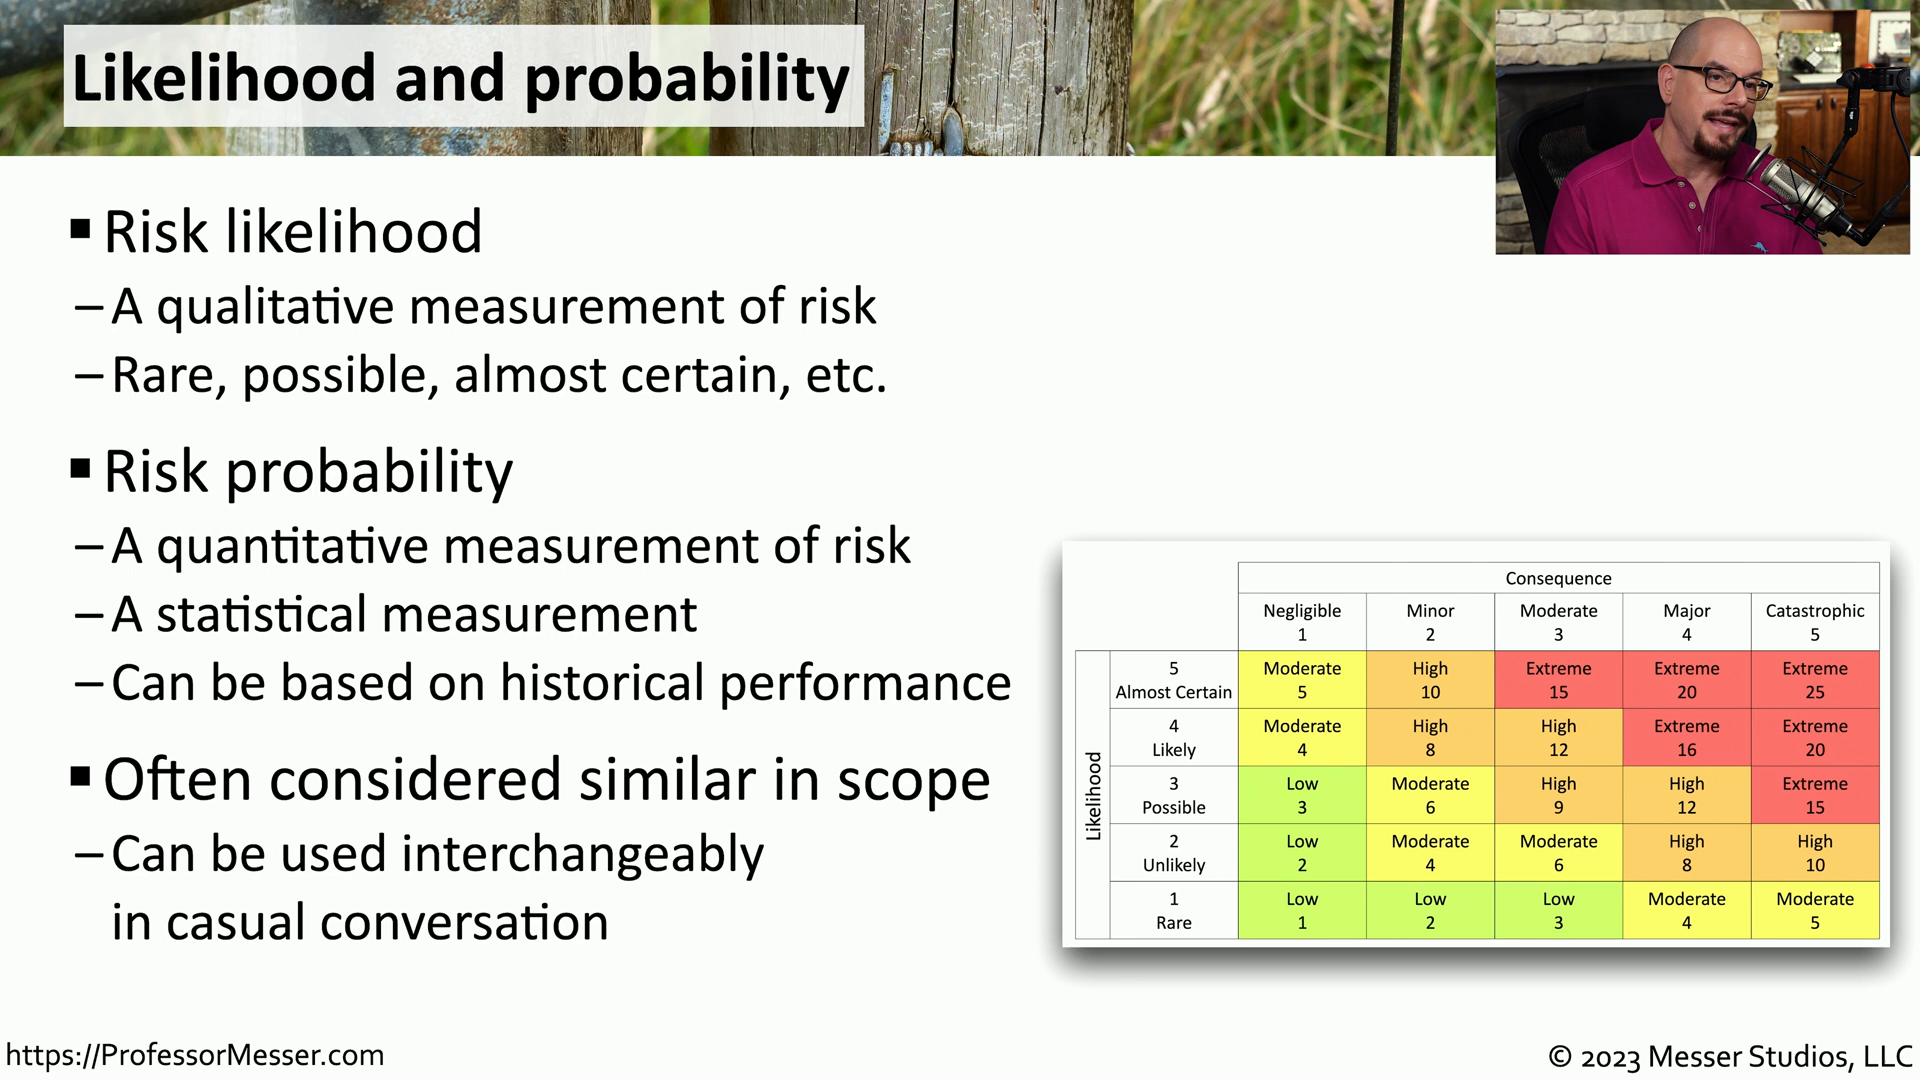 Likelihood and probability
▪ Risk likelihood
– A qualitative measurement of risk
– Rare, possible, almost certain, etc.
▪ Risk probability
– A quantitative measurement of risk
– A statistical measurement
– Can be based on historical performance
▪ Often considered similar in scope
– Can be used interchangeably
in casual conversation
Consequence
Negligible Minor Moderate Major Catastrophic
1 2 3 4 5
Likelihood
5 Moderate High Extreme Extreme Extreme
Almost Certain 5 10 15 20 25
4 Moderate High High Extreme Extreme
Likely 4 8 12 16 20
3 Low Moderate High High Extreme
Possible 3 6 9 12 15
2 Low Moderate Moderate High High
Unlikely 2 4 6 8 10
1 Low Low Low Moderate Moderate
Rare 1 2 3 4 5
https://ProfessorMesser.com
© 2023 Messer Studios, LLC